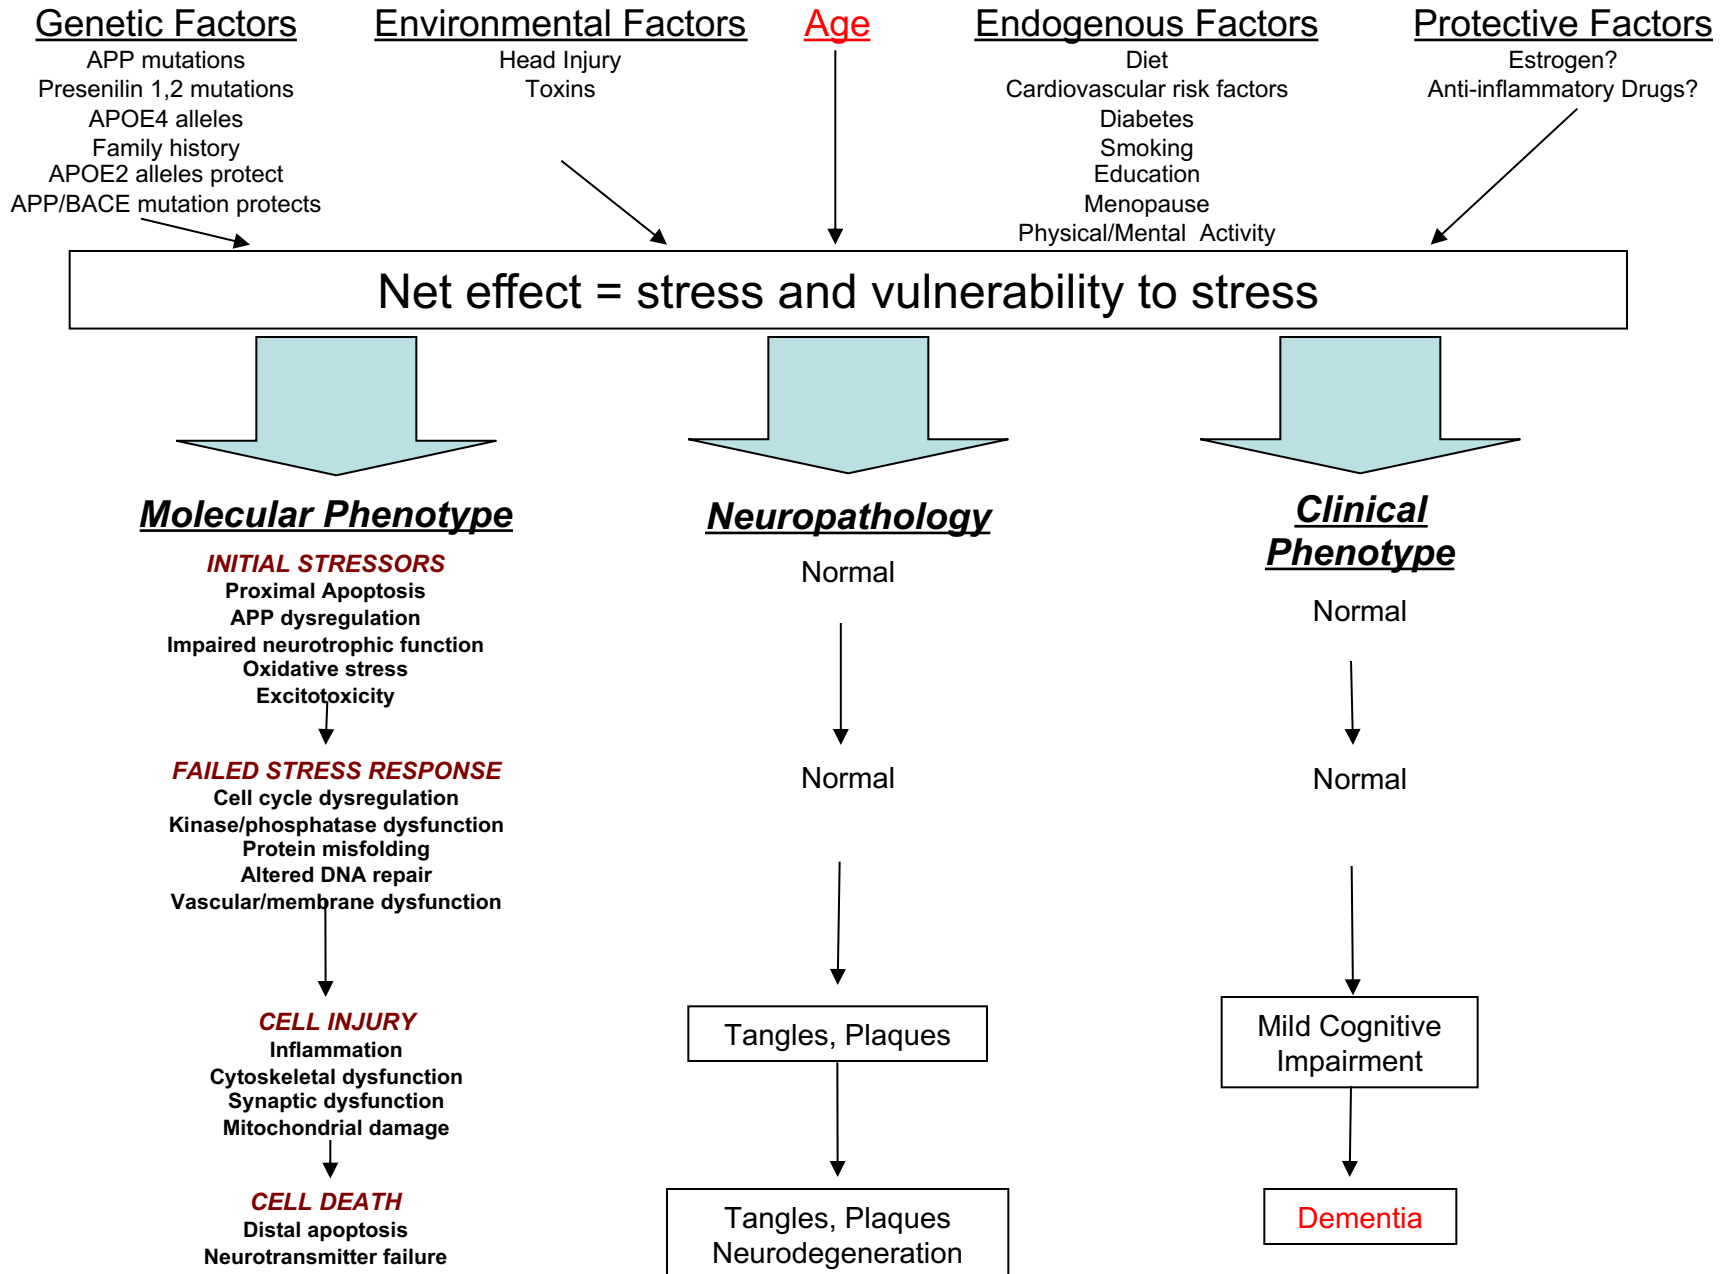 Genetic Factors
APP mutations
Presenilin 1,2 mutations
APOE4 alleles
Family history
APOE2 alleles protect
APP/BACE mutation protects
Environmental Factors
Head Injury
Toxins
Age
Endogenous Factors
Diet
Cardiovascular risk factors
Diabetes
Smoking
Education
Menopause
Physical/Mental Activity
Protective Factors
Estrogen?
Anti-inflammatory Drugs?
Net effect = stress and vulnerability to stress
Molecular Phenotype
INITIAL STRESSORS
Proximal Apoptosis
APP dysregulation
Impaired neurotrophic function
Oxidative stress
Excitotoxicity
FAILED STRESS RESPONSE
Cell cycle dysregulation
Kinase/phosphatase dysfunction
Protein misfolding
Altered DNA repair
Vascular/membrane dysfunction
CELL INJURY
Inflammation
Cytoskeletal dysfunction
Synaptic dysfunction
Mitochondrial damage
CELL DEATH
Distal apoptosis
Neurotransmitter failure
Neuropathology
Normal
Normal
Tangles, Plaques
Tangles, Plaques
Neurodegeneration
Clinical
Phenotype
Normal
Normal
Mild Cognitive
Impairment
Dementia